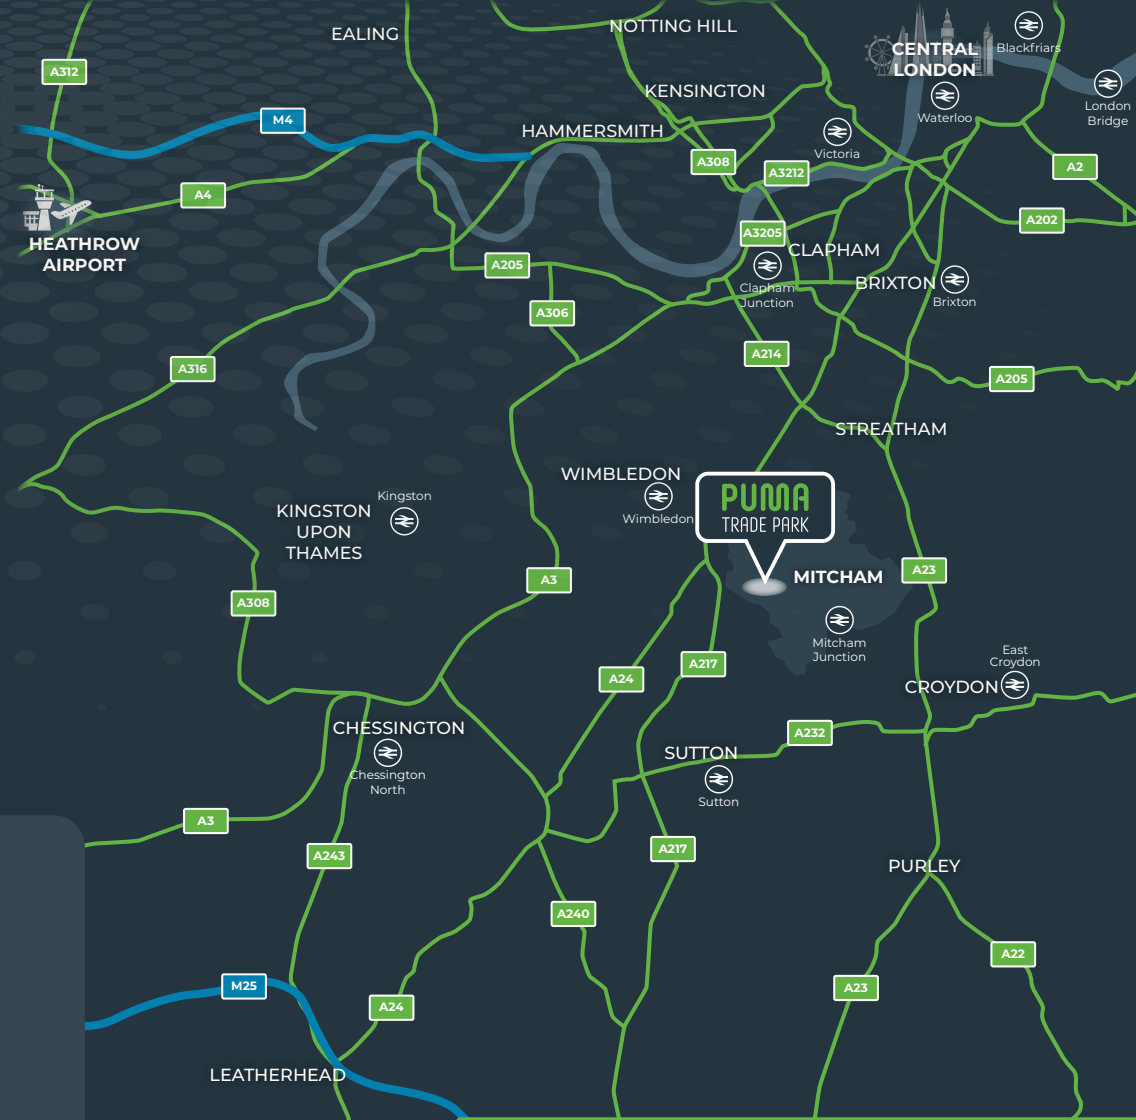 NOTTING HILL
EALING
CENTRAL
LONDON
Blackfriars
A312
KENSINGTON
London
Bridge
Waterloo
M4
HAMMERSMITH
Victoria
A308
A3212
A2
A4
A202
HEATHROW
AIRPORT
A3205
CLAPHAM
A205
Clapham
Junction
BRIXTON
Brixton
A306
A214
A316
A205
STREATHAM
WIMBLEDON
Wimbledon
PUMA
TRADE PARK
Kingston
KINGSTON
UPON
THAMES
A3
MITCHAM
A23
A308
Mitcham
Junction
East
Croydon
CROYDON
A24
A217
CHESSINGTON
Chessington
North
A232
SUTTON
Sutton
A3
A243
A217
PURLEY
A240
A22
M25
A23
A24
LEATHERHEAD